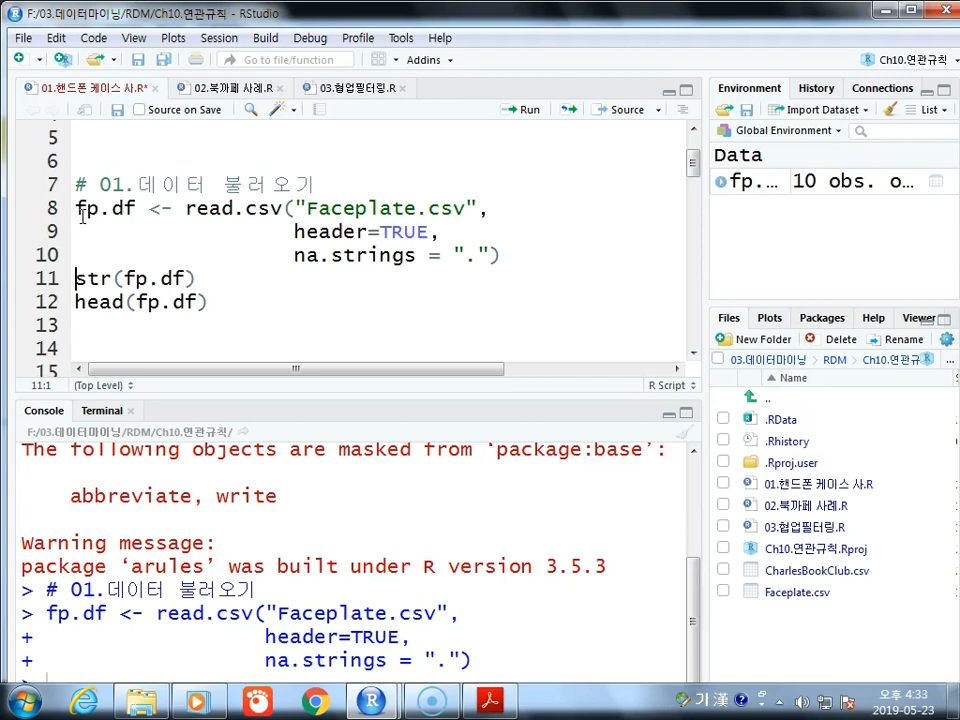 F:/03.데이터마이닝/RDM/Ch10.연관규칙 - RStudio
File Edit Code View Plots Session Build Debug Profile Tools Help
Go to file/function Addins Ch10.연관규칙
01.핸드폰 케이스 사.R* 02.북까페 사례.R 03.협업필터링.R
Source on Save Run Source
5
6
7 # 01.데이터 불러오기
8 fp.df <- read.csv("Faceplate.csv",
9 header=TRUE,
10 na.strings = ".")
11 str(fp.df)
12 head(fp.df)
13
14
15
11:1 (Top Level) R Script
Console Terminal
F:/03.데이터마이닝/RDM/Ch10.연관규칙/
The following objects are masked from ‘package:base’:
abbreviate, write
Warning message:
package ‘arules’ was built under R version 3.5.3
> # 01.데이터 불러오기
> fp.df <- read.csv("Faceplate.csv",
+ header=TRUE,
+ na.strings = ".")
>
Environment History Connections
Import Dataset List
Global Environment
Data
fp.… 10 obs. o…
Files Plots Packages Help Viewer
New Folder Delete Rename
03.데이터마이닝 RDM Ch10.연관규칙 ...
Name
..
.RData
.Rhistory
.Rproj.user
01.핸드폰 케이스 사.R
02.북까페 사례.R
03.협업필터링.R
Ch10.연관규칙.Rproj
CharlesBookClub.csv
Faceplate.csv
가 漢
오후 4:33
2019-05-23